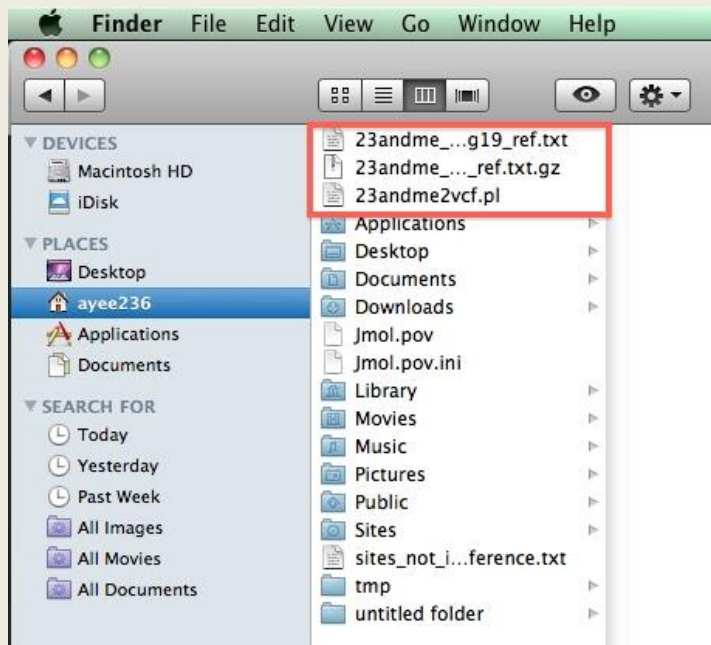 Finder File Edit View Go Window Help
DEVICES
Macintosh HD
iDisk
PLACES
Desktop
ayee236
Applications
Documents
SEARCH FOR
Today
Yesterday
Past Week
All Images
All Movies
All Documents
23andme_...g19_ref.txt
23andme_..._ref.txt.gz
23andme2vcf.pl
Applications
Desktop
Documents
Downloads
Jmol.pov
Jmol.pov.ini
Library
Movies
Music
Pictures
Public
Sites
sites_not_i...ference.txt
tmp
untitled folder